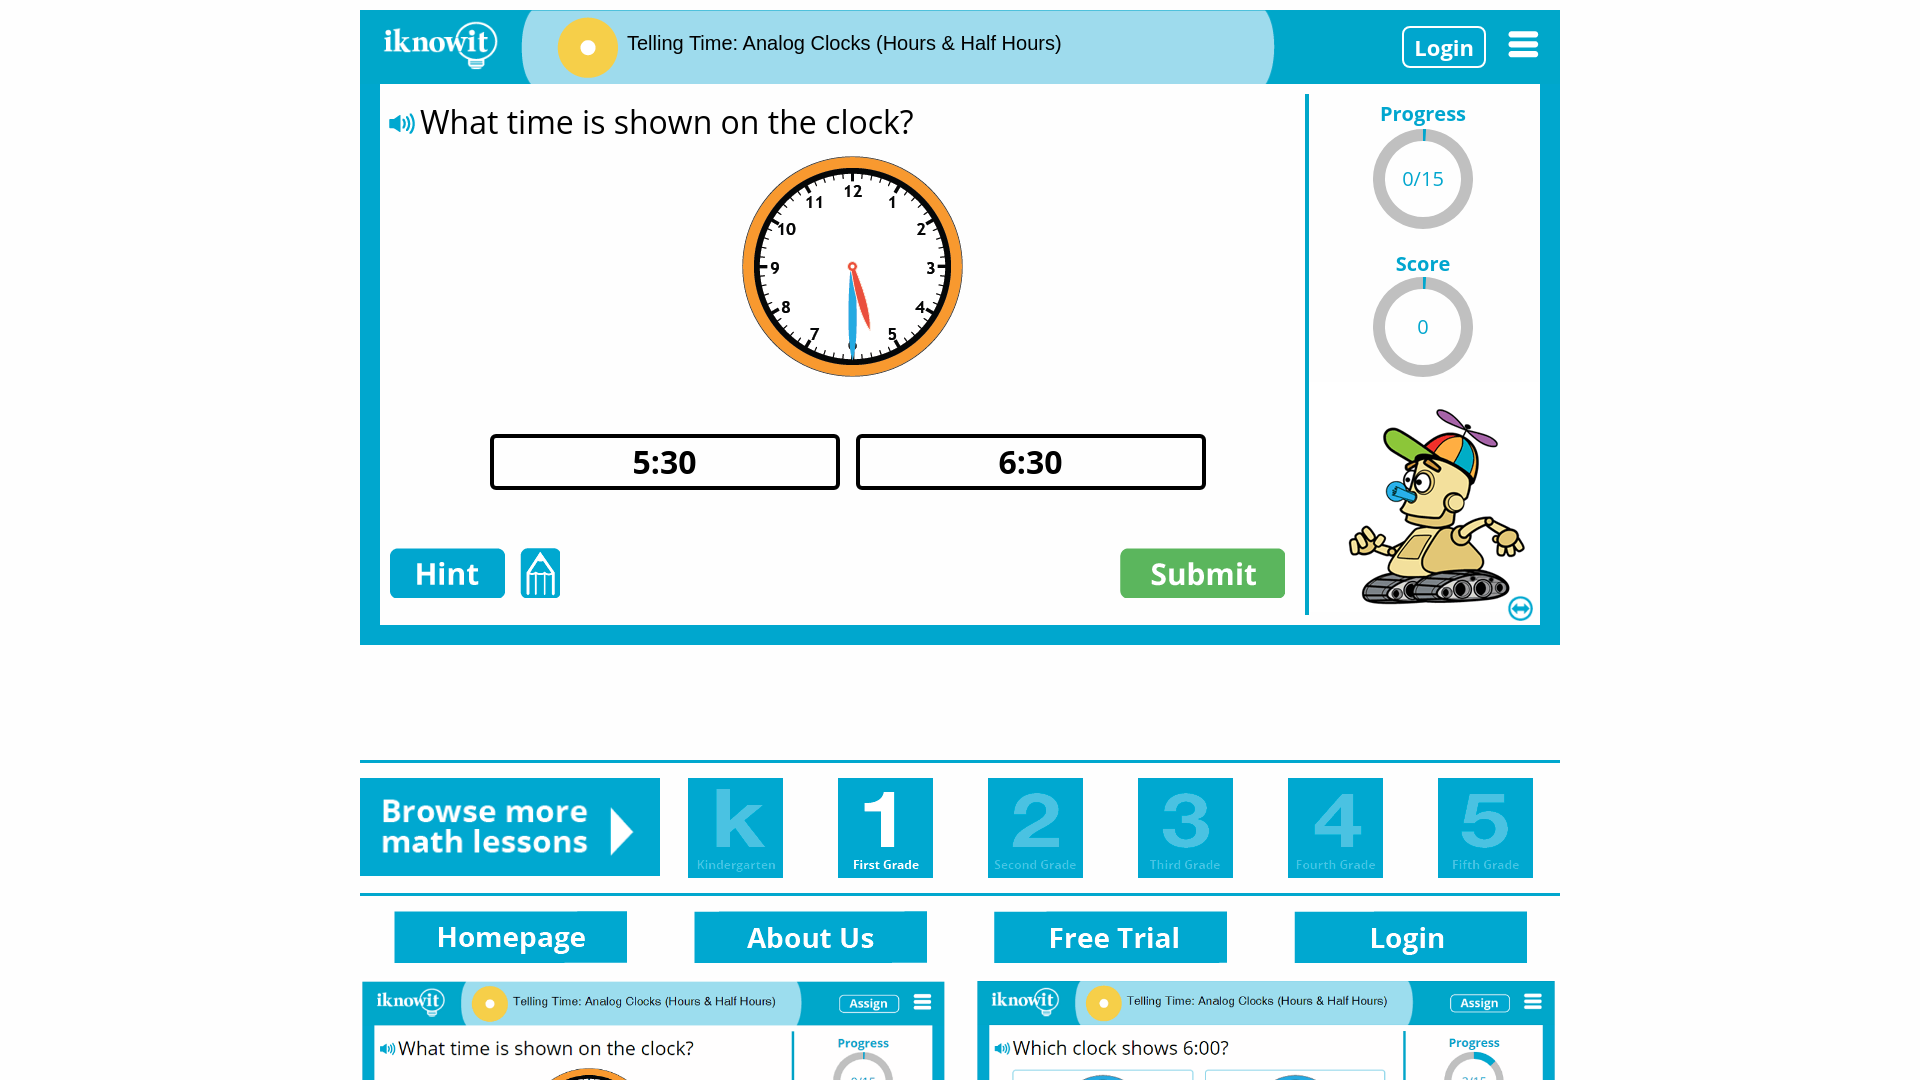 iknowit
Telling Time: Analog Clocks (Hours & Half Hours)
Login
What time is shown on the clock?
12
1
2
3
4
5
7
8
9
10
11
5:30
6:30
Hint
Submit
Progress
0/15
Score
0
Browse more
math lessons
k
Kindergarten
1
First Grade
2
Second Grade
3
Third Grade
4
Fourth Grade
5
Fifth Grade
Homepage
About Us
Free Trial
Login
iknowit
Telling Time: Analog Clocks (Hours & Half Hours)
Assign
What time is shown on the clock?
Progress
iknowit
Telling Time: Analog Clocks (Hours & Half Hours)
Assign
Which clock shows 6:00?
Progress